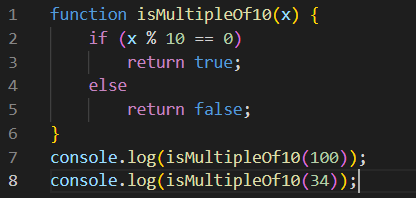 1 function isMultipleOf10(x) {
2     if (x % 10 == 0)
3         return true;
4     else
5         return false;
6 }
7 console.log(isMultipleOf10(100));
8 console.log(isMultipleOf10(34));